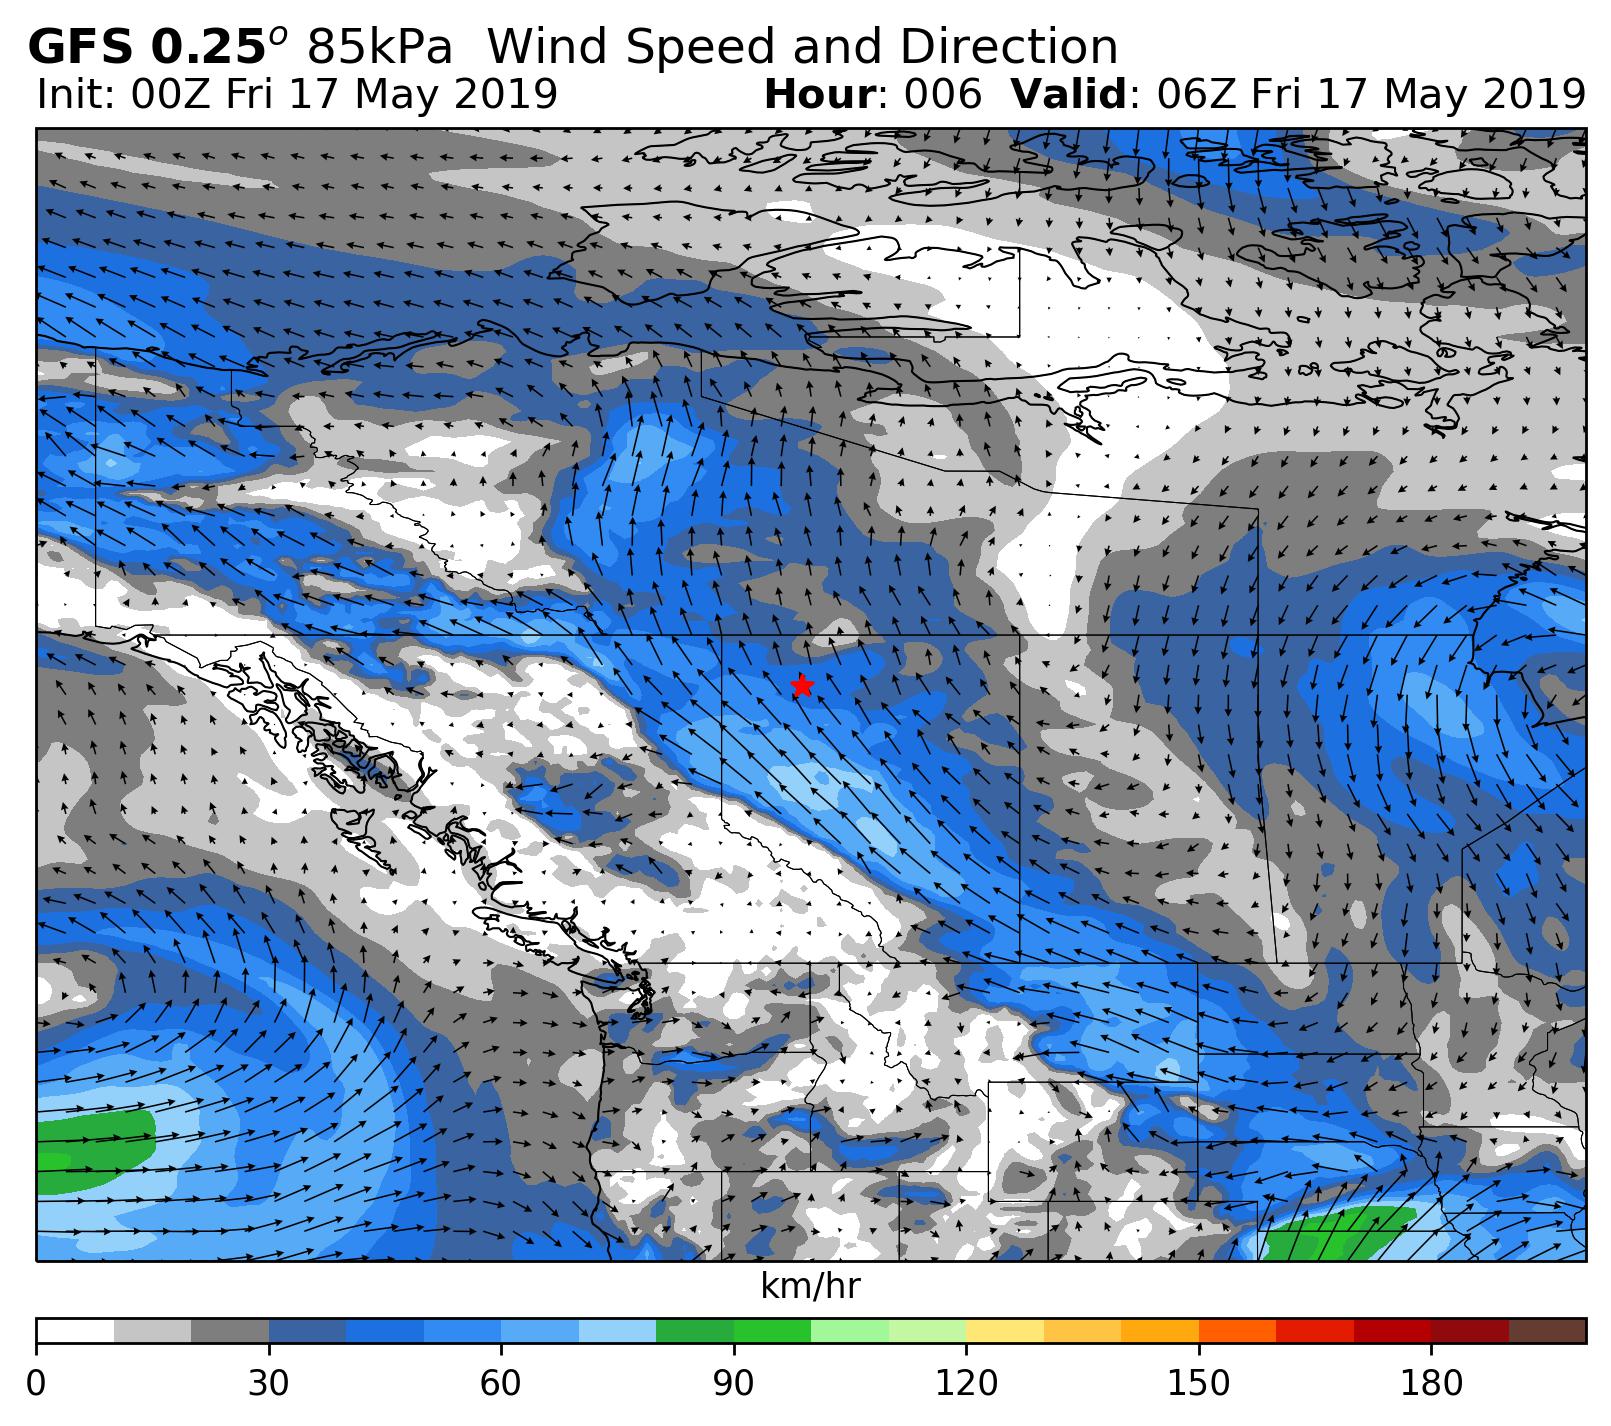 GFS 0.25° 85kPa Wind Speed and Direction
Init: 00Z Fri 17 May 2019 Hour: 006 Valid: 06Z Fri 17 May 2019
km/hr
0 30 60 90 120 150 180